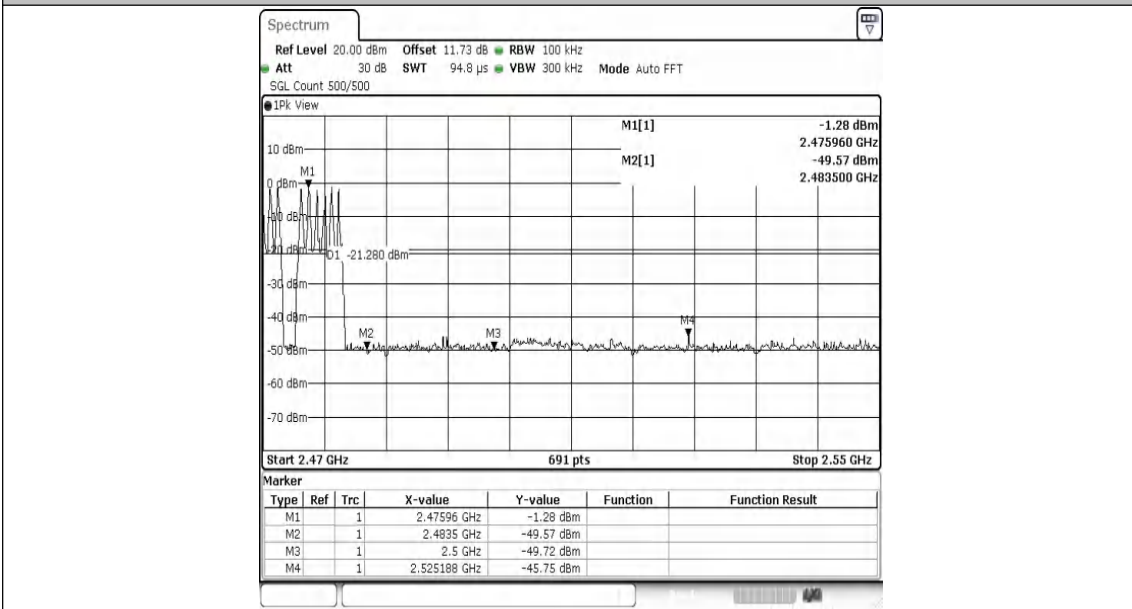 Spectrum
Ref Level 20.00 dBm Offset 11.73 dB RBW 100 kHz
Att 30 dB SWT 94.8 µs VBW 300 kHz Mode Auto FFT
SGL Count 500/500
1Pk View
M1[1] -1.28 dBm
2.475960 GHz
10 dBm
M2[1] -49.57 dBm
2.483500 GHz
M1
0 dBm
-10 dBm
-20 dBm
D1 -21.280 dBm
-30 dBm
-40 dBm
M2 M3 M4
-50 dBm
-60 dBm
-70 dBm
Start 2.47 GHz 691 pts Stop 2.55 GHz
Marker
Type Ref Trc X-value Y-value Function Function Result
M1 1 2.47596 GHz -1.28 dBm
M2 1 2.4835 GHz -49.57 dBm
M3 1 2.5 GHz -49.72 dBm
M4 1 2.525188 GHz -45.75 dBm